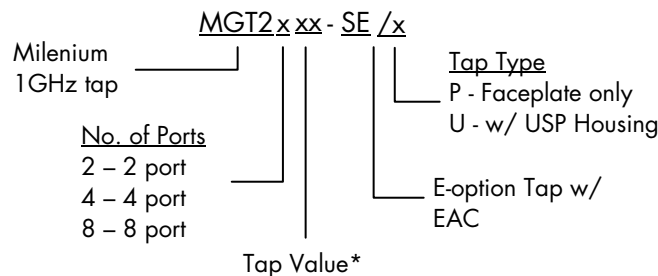 MGT2 x xx - SE /x
Milenium
1GHz tap
Tap Type
P - Faceplate only
U - w/ USP Housing
No. of Ports
2 – 2 port
4 – 4 port
8 – 8 port
E-option Tap w/
EAC
Tap Value*